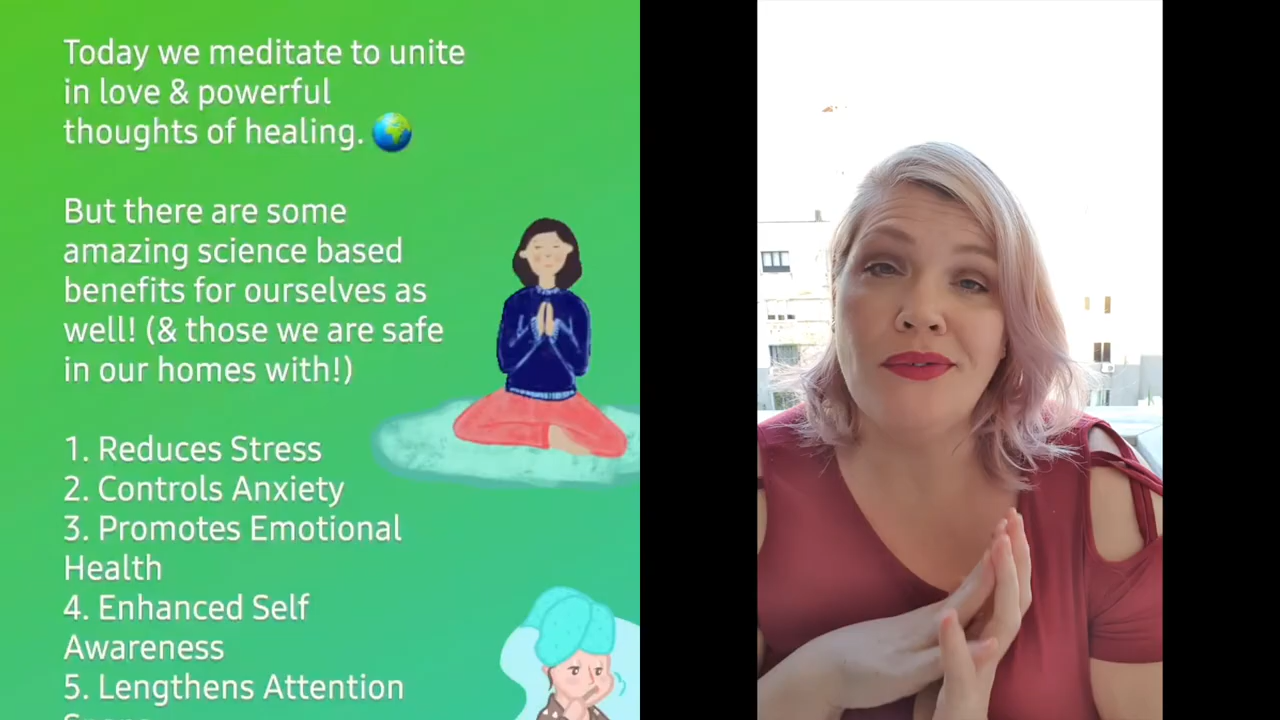 Today we meditate to unite
in love & powerful
thoughts of healing. 🌍
But there are some
amazing science based
benefits for ourselves as
well! (& those we are safe
in our homes with!)
1. Reduces Stress
2. Controls Anxiety
3. Promotes Emotional
Health
4. Enhanced Self
Awareness
5. Lengthens Attention